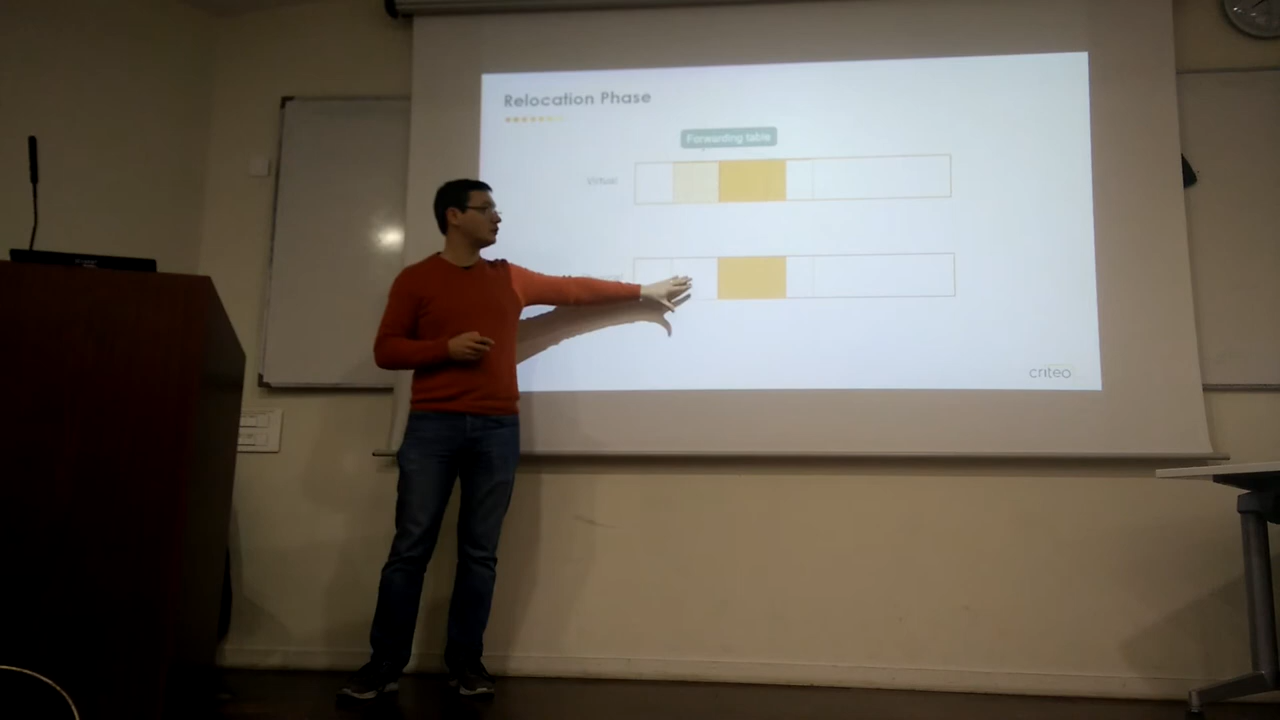 Relocation Phase
Forwarding table
Virtual
criteo